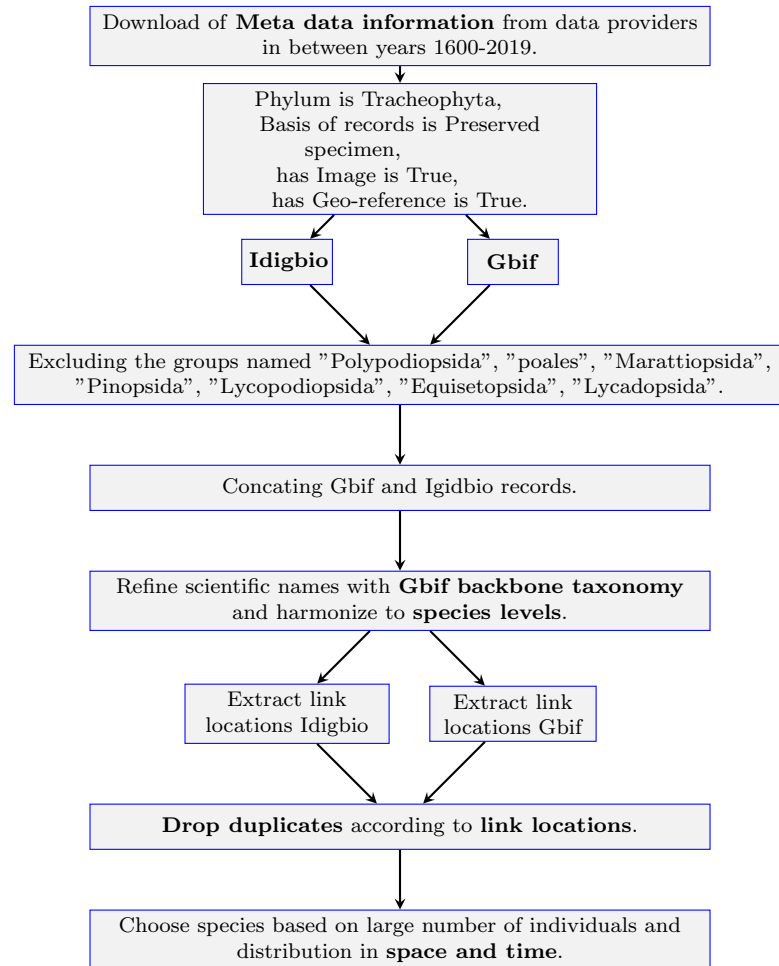 Download of Meta data information from data providers
in between years 1600-2019.
Phylum is Tracheophyta,
Basis of records is Preserved
specimen,
has Image is True,
has Geo-reference is True.
Idigbio
Gbif
Excluding the groups named ”Polypodiopsida”, ”poales”, ”Marattiopsida”,
”Pinopsida”, ”Lycopodiopsida”, ”Equisetopsida”, ”Lycadopsida”.
Concating Gbif and Igidbio records.
Refine scientific names with Gbif backbone taxonomy
and harmonize to species levels.
Extract link
locations Idigbio
Extract link
locations Gbif
Drop duplicates according to link locations.
Choose species based on large number of individuals and
distribution in space and time.